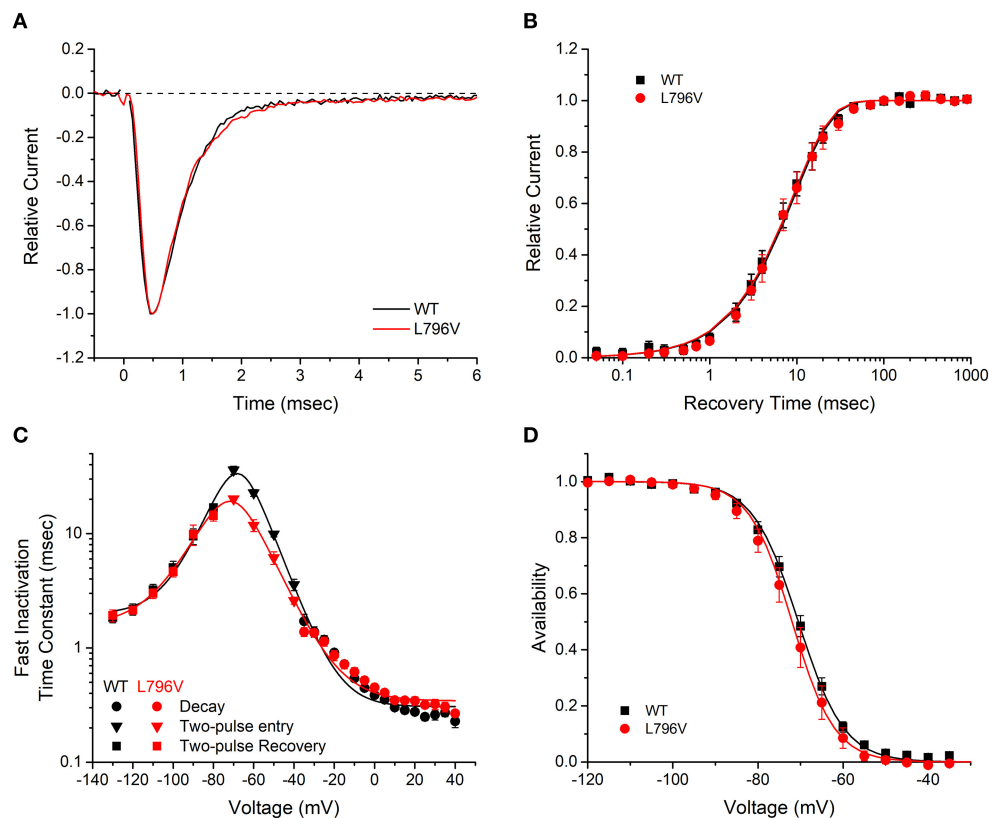 A
0.2
0.0
-0.2
-0.4
-0.6
-0.8
-1.0
-1.2
Relative Current
WT
L796V
0 1 2 3 4 5 6
Time (msec)
B
1.2
1.0
0.8
0.6
0.4
0.2
0.0
Relative Current
WT
L796V
0.1 1 10 100 1000
Recovery Time (msec)
C
10
1
0.1
Fast Inactivation
Time Constant (msec)
WT L796V
Decay
Two-pulse entry
Two-pulse Recovery
-140 -120 -100 -80 -60 -40 -20 0 20 40
Voltage (mV)
D
1.0
0.8
0.6
0.4
0.2
0.0
Availability
WT
L796V
-120 -100 -80 -60 -40
Voltage (mV)